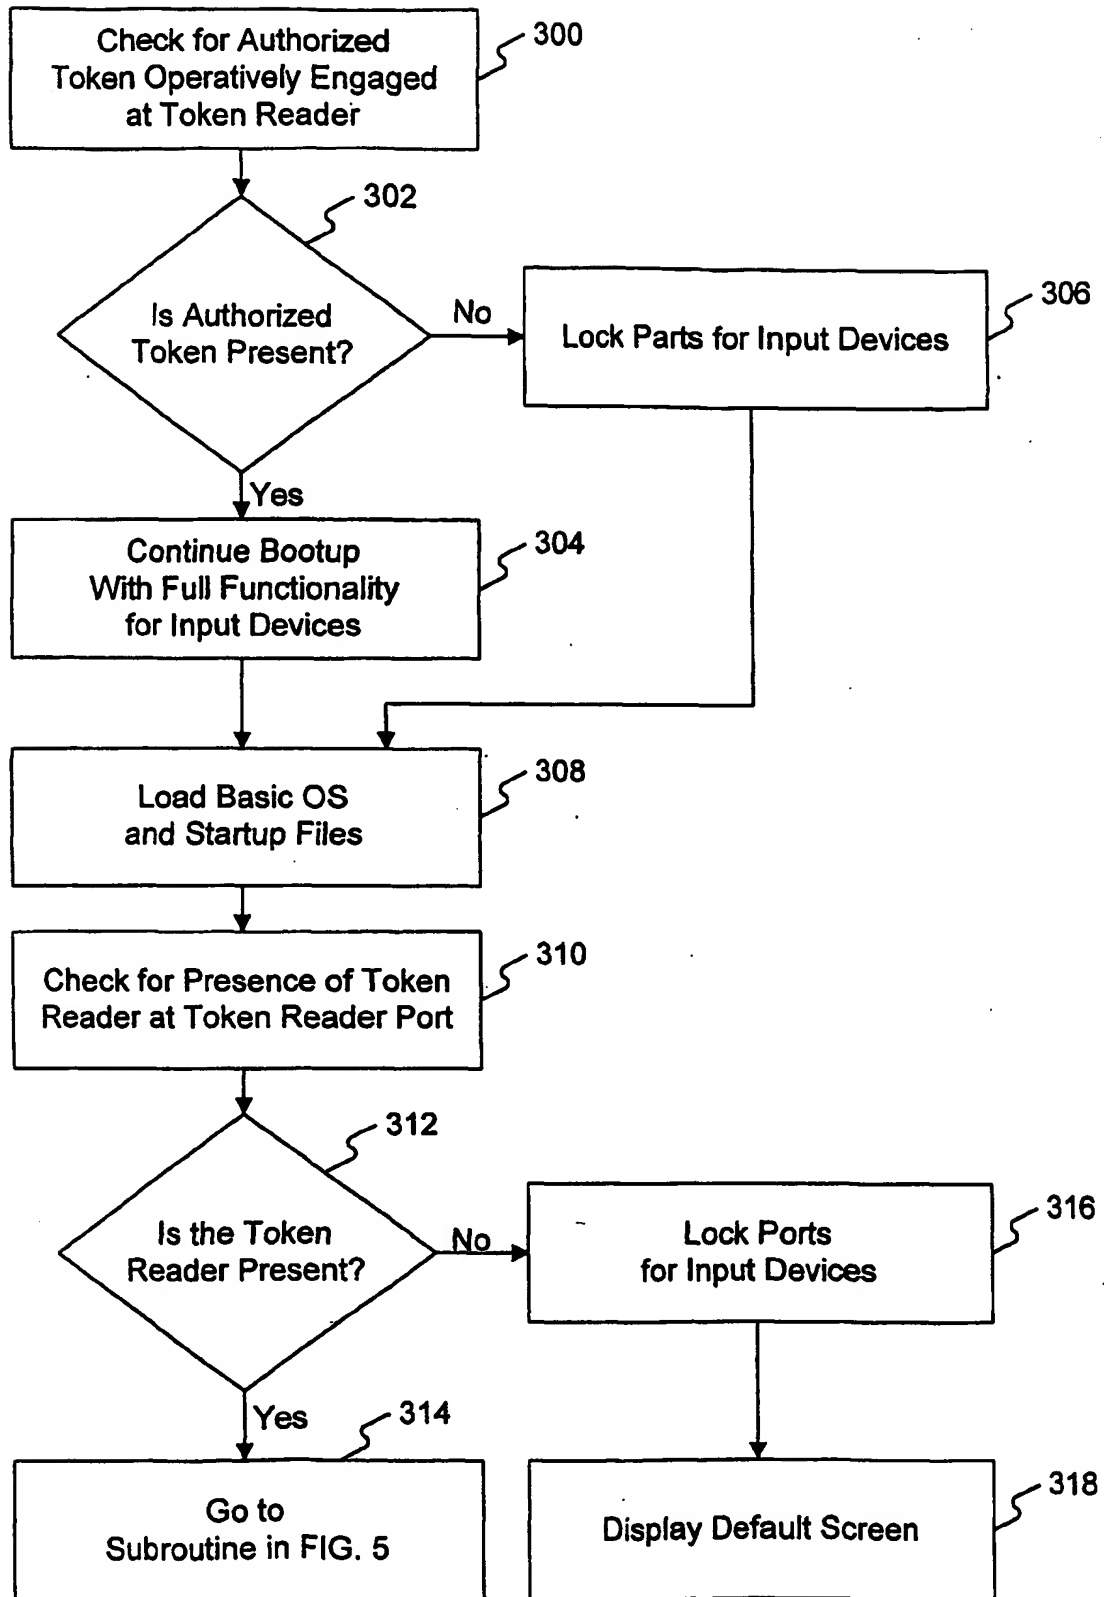 Check for Authorized
Token Operatively Engaged
at Token Reader
300
302
Is Authorized
Token Present?
No
306
Lock Parts for Input Devices
Yes
Continue Bootup
With Full Functionality
for Input Devices
304
Load Basic OS
and Startup Files
308
Check for Presence of Token
Reader at Token Reader Port
310
312
Is the Token
Reader Present?
No
Lock Ports
for Input Devices
316
Yes
314
Go to
Subroutine in FIG. 5
Display Default Screen
318